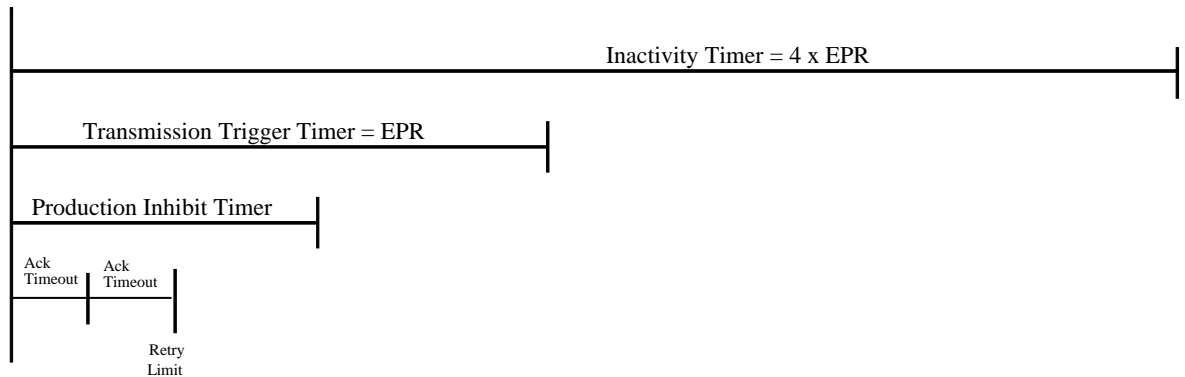 Inactivity Timer = 4 x EPR
Transmission Trigger Timer = EPR
Production Inhibit Timer
Ack
Timeout
Ack
Timeout
Retry
Limit